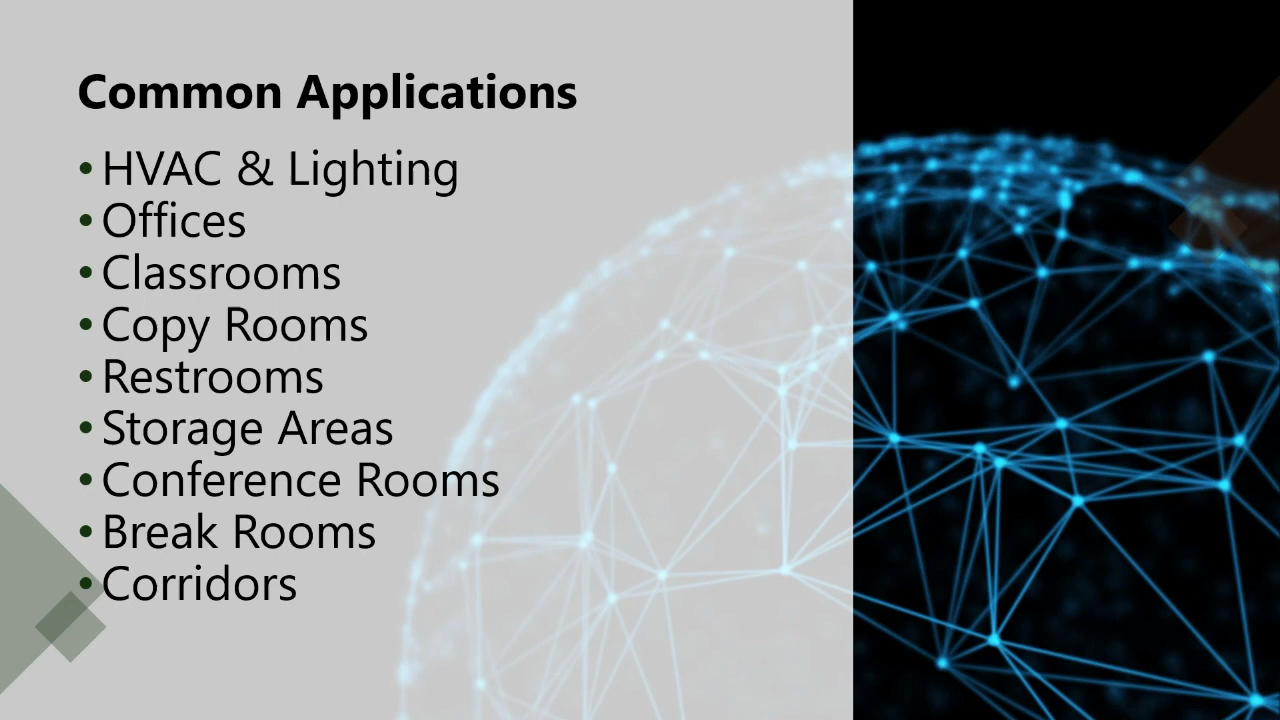 Common Applications
•HVAC & Lighting
•Offices
•Classrooms
•Copy Rooms
•Restrooms
•Storage Areas
•Conference Rooms
•Break Rooms
•Corridors